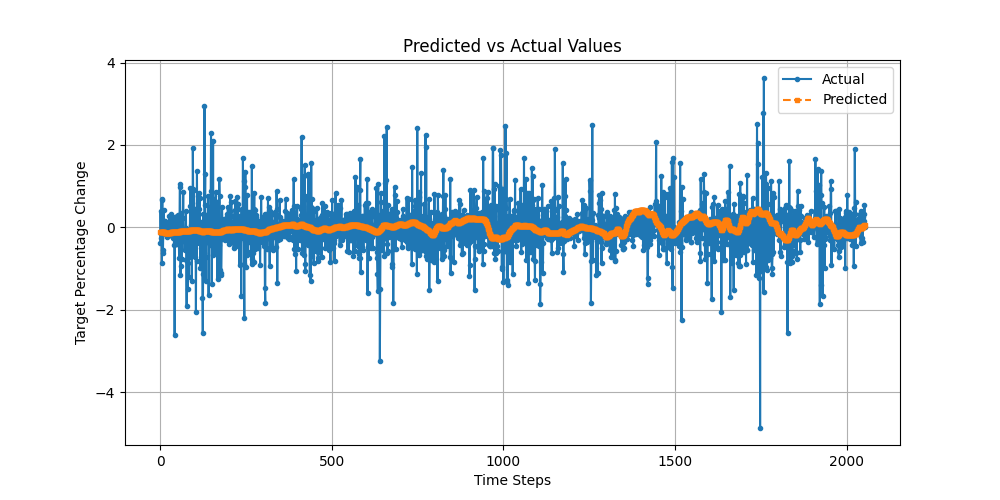 Predicted vs Actual Values
Actual
Predicted
4
2
0
−2
−4
Target Percentage Change
0
500
1000
1500
2000
Time Steps